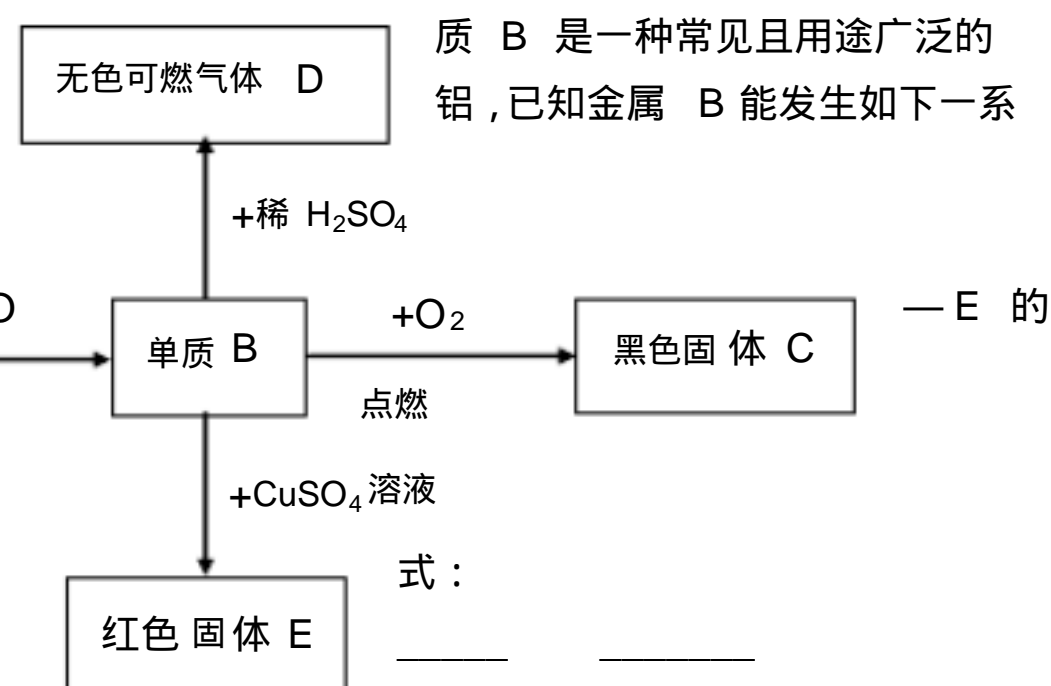 质 B 是一种常见且用途广泛的
无色可燃气体 D
铝 , 已知金属 B 能发生如下一系
+稀 H₂SO₄
— E 的
+O₂
单质 B
黑色固 体 C
点燃
+CuSO₄ 溶液
式：
红色 固 体 E